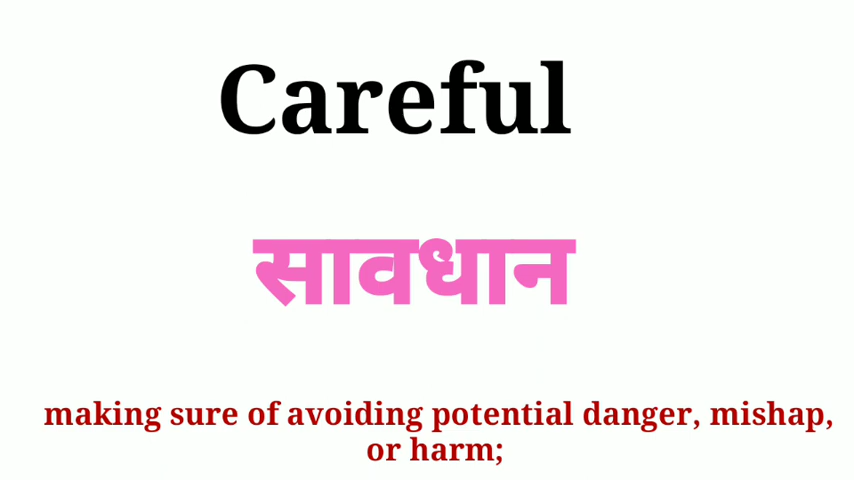 Careful
सावधान
making sure of avoiding potential danger, mishap,
or harm;